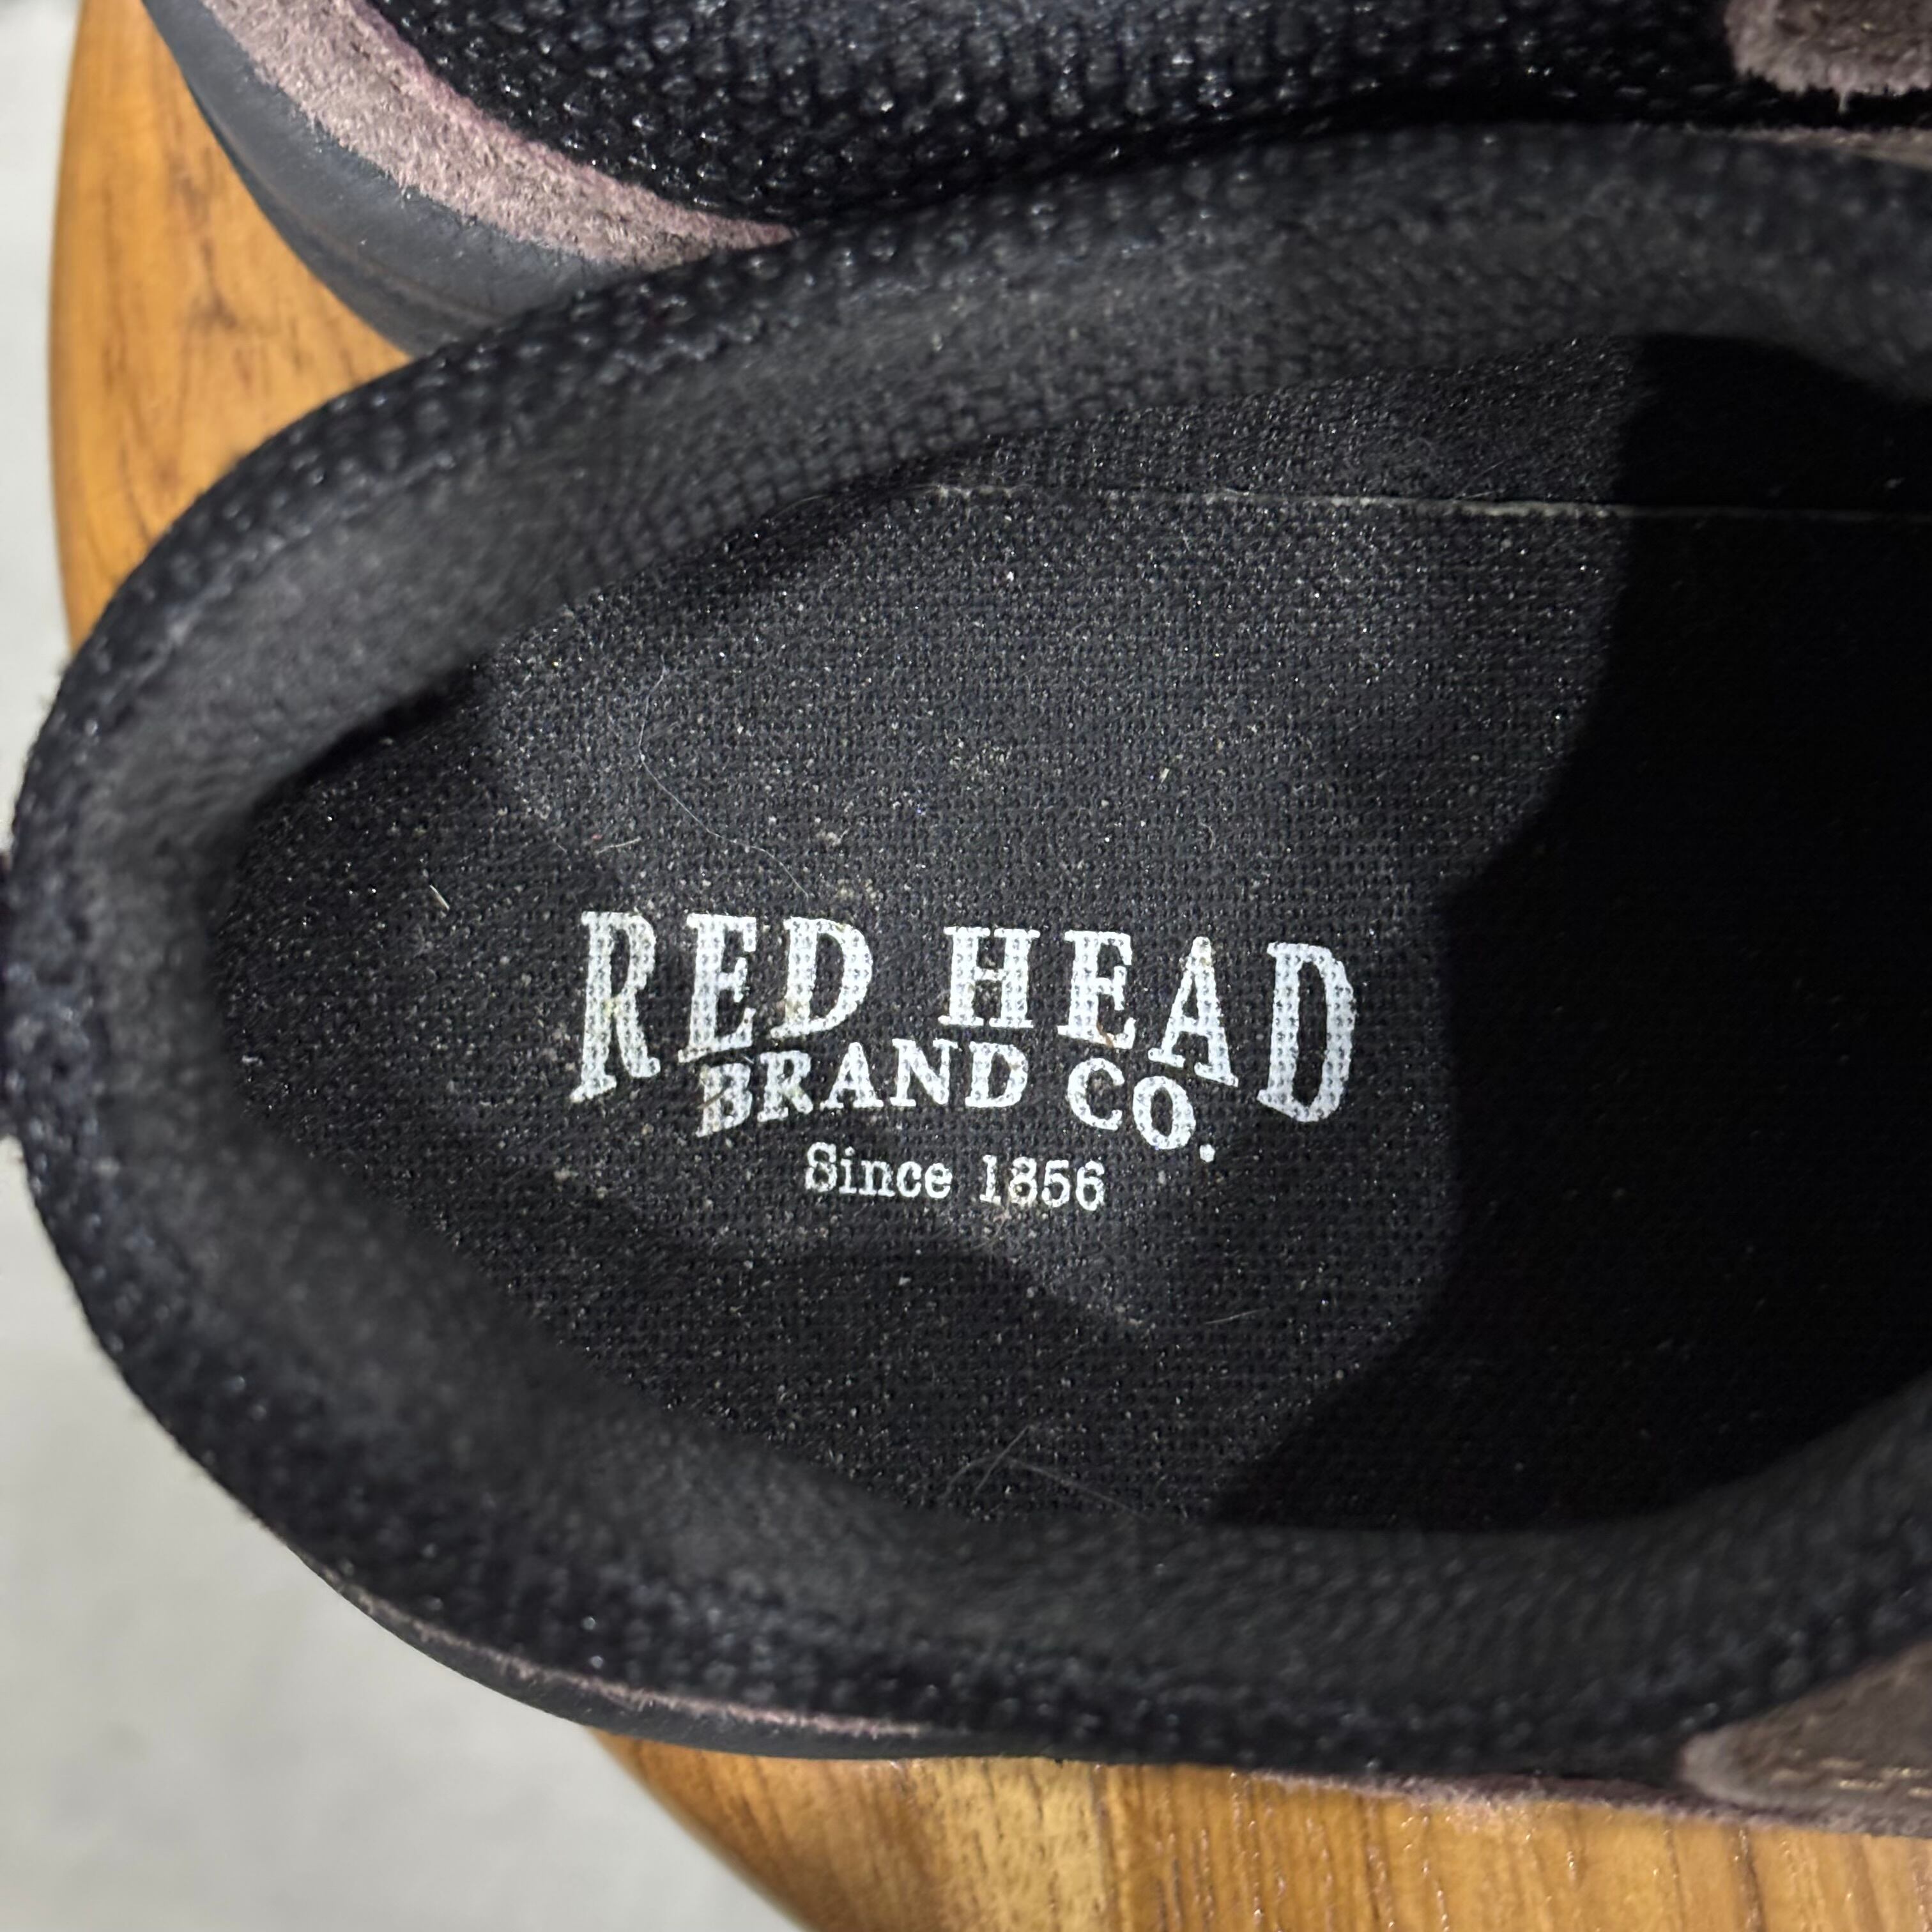 RED HEAD
BRAND CO.
Since 1856